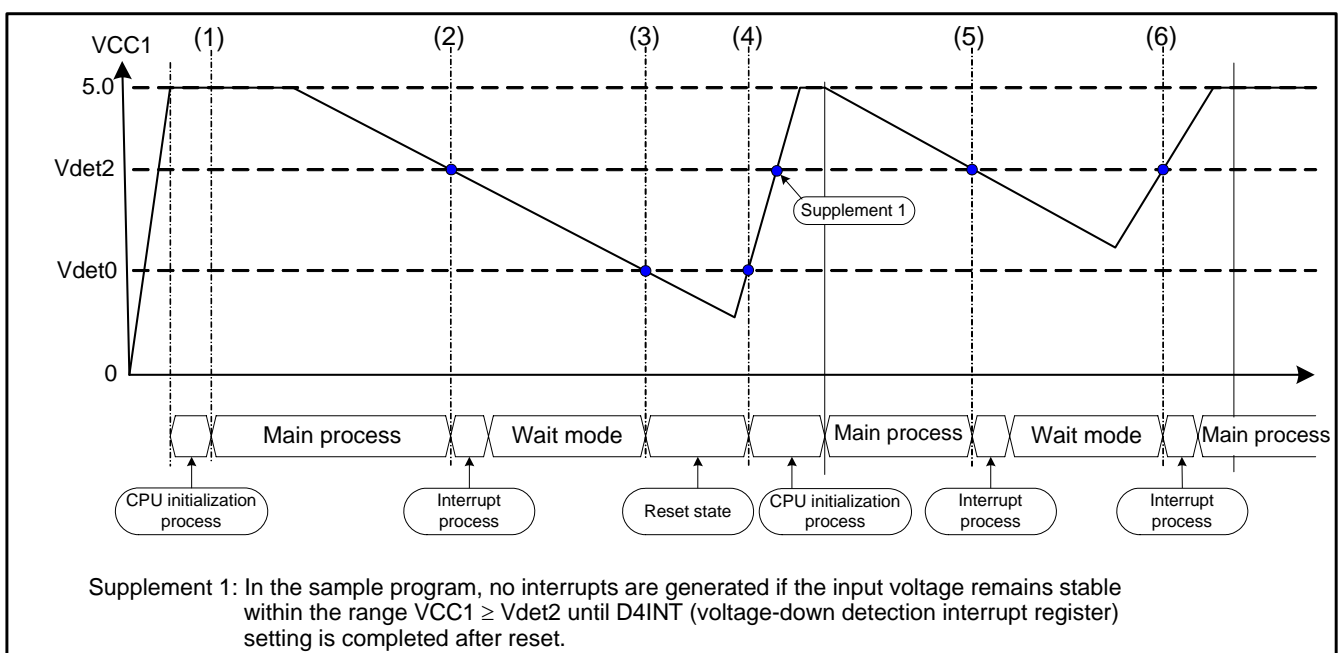 VCC1
(1) (2) (3) (4) (5) (6)
5.0
Vdet2
Supplement 1
Vdet0
0
Main process Wait mode Main process Wait mode Main process
CPU initialization
process
Interrupt
process
Reset state
CPU initialization
process
Interrupt
process
Interrupt
process
Supplement 1: In the sample program, no interrupts are generated if the input voltage remains stable
within the range VCC1 ≥ Vdet2 until D4INT (voltage-down detection interrupt register)
setting is completed after reset.